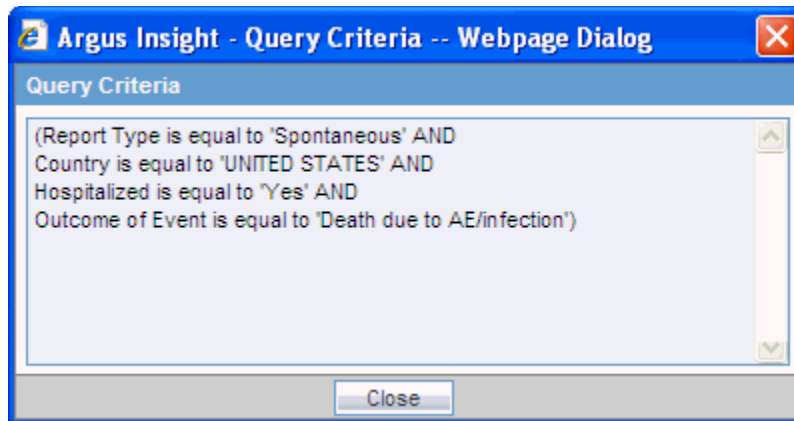 Argus Insight - Query Criteria -- Webpage Dialog
Query Criteria
(Report Type is equal to 'Spontaneous' AND
Country is equal to 'UNITED STATES' AND
Hospitalized is equal to 'Yes' AND
Outcome of Event is equal to 'Death due to AE/infection')
Close